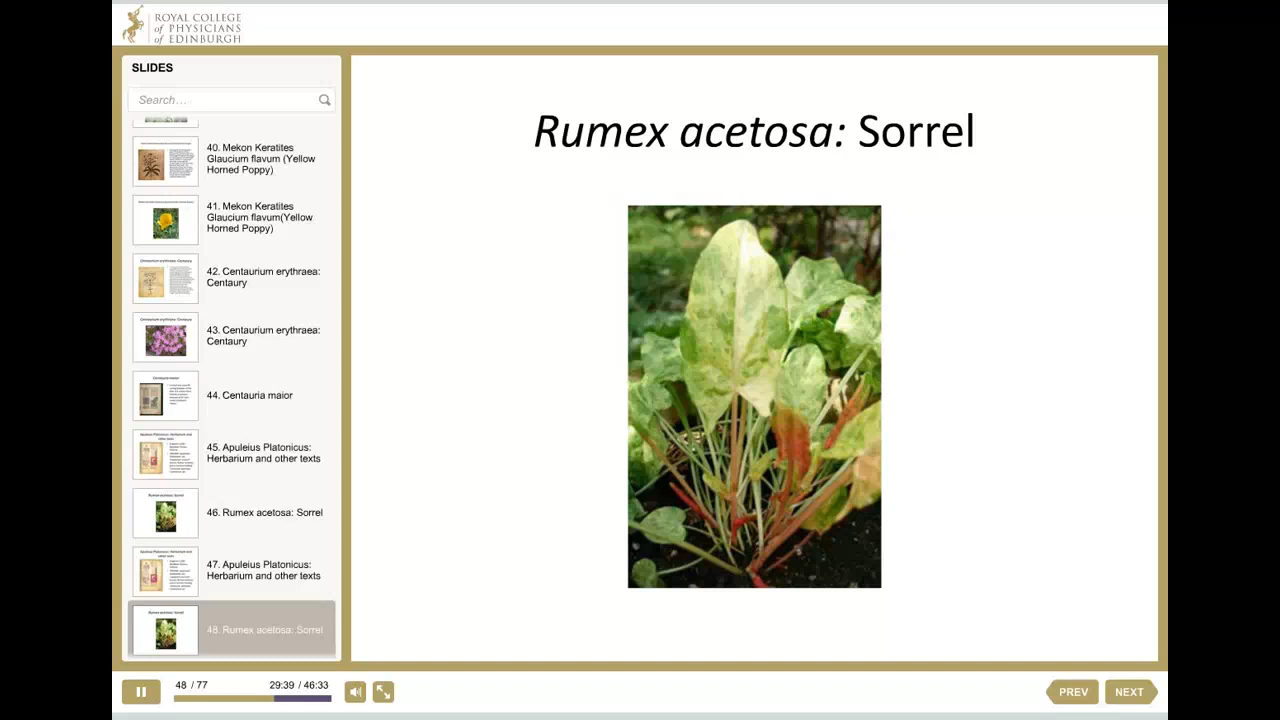 ROYAL COLLEGE
of PHYSICIANS
of EDINBURGH
SLIDES
Search...
40. Mekon Keratites
Glaucium flavum (Yellow
Horned Poppy)
41. Mekon Keratites
Glaucium flavum(Yellow
Horned Poppy)
42. Centaurium erythraea:
Centaury
43. Centaurium erythraea:
Centaury
44. Centauria maior
45. Apuleius Platonicus:
Herbarium and other texts
46. Rumex acetosa: Sorrel
47. Apuleius Platonicus:
Herbarium and other texts
48. Rumex acetosa: Sorrel
Rumex acetosa: Sorrel
48 / 77
29:39 / 46:33
PREV
NEXT